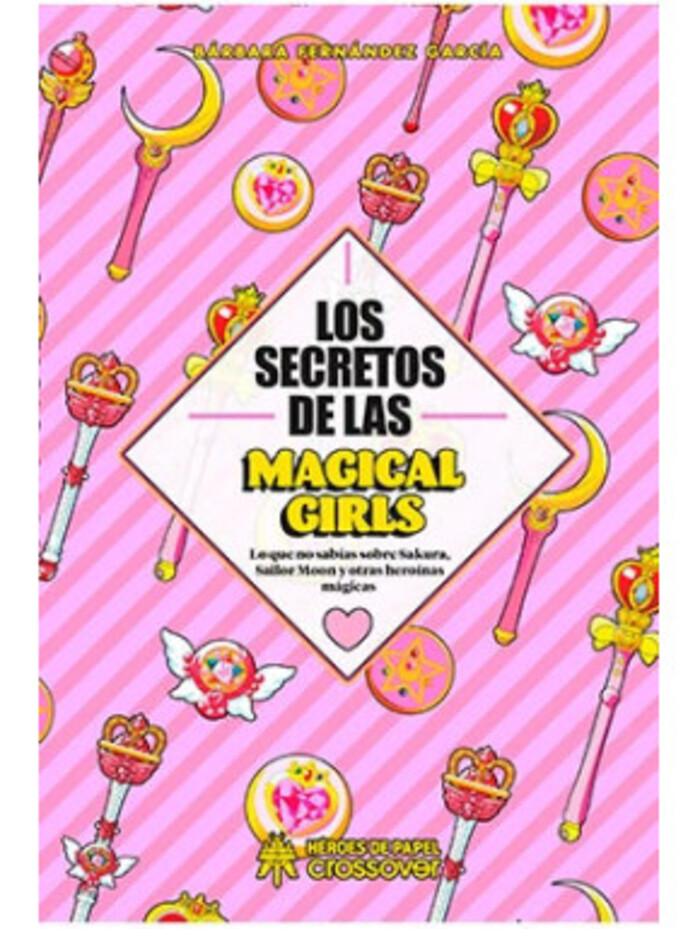 BÁRBARA FERNÁNDEZ GARCÍA
LOS
SECRETOS
DE LAS
MAGICAL
GIRLS
Lo que no sabías sobre Sakura,
Sailor Moon y otras heroínas
mágicas
HÉROES DE PAPEL
crossover